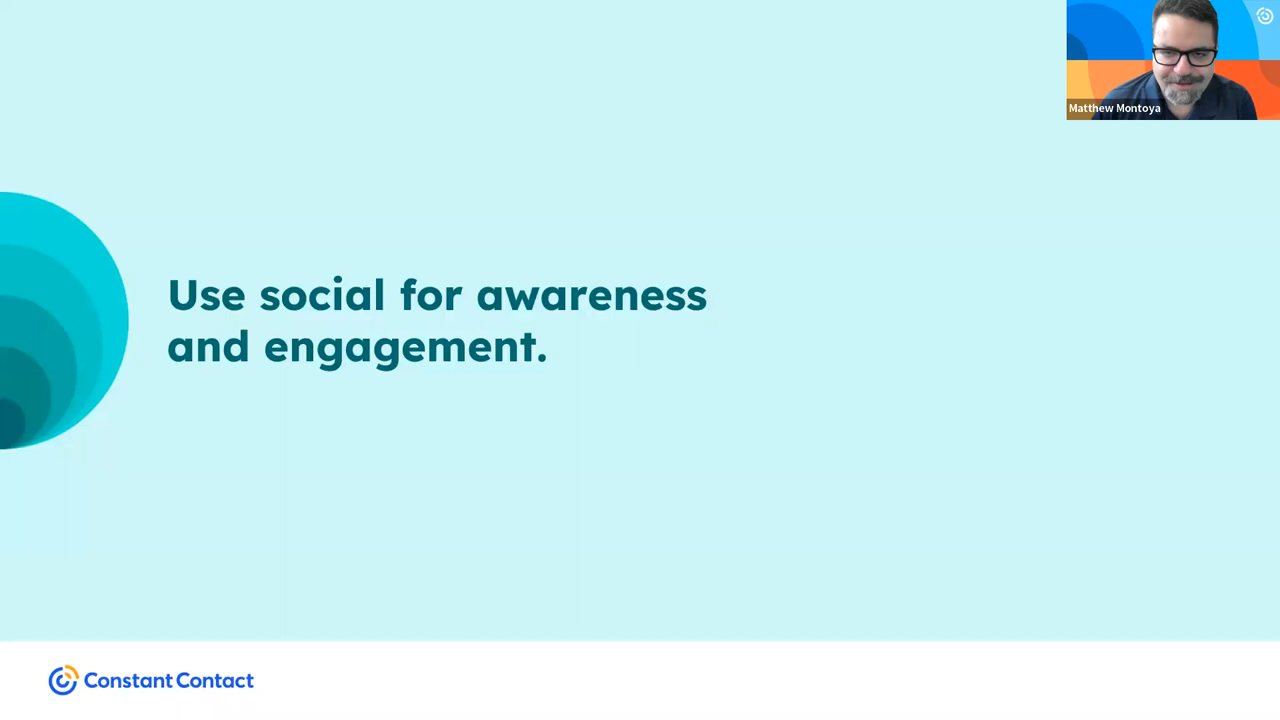 Matthew Montoya
Use social for awareness
and engagement.
Constant Contact